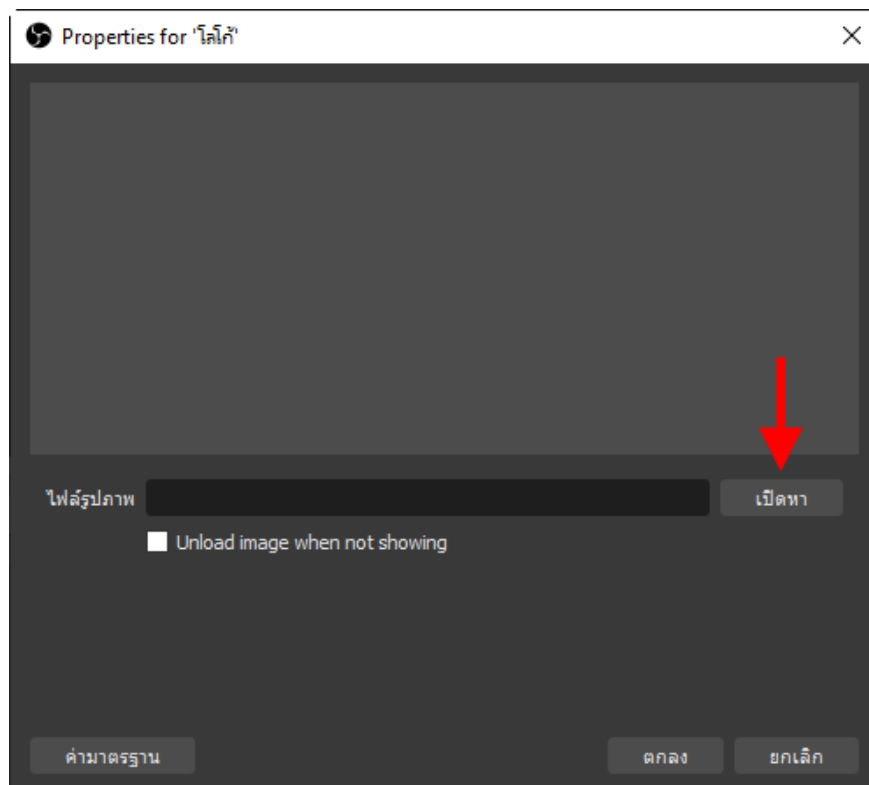 Properties for 'โลโก้'
ไฟล์รูปภาพ เปิดหา
Unload image when not showing
ค่ามาตรฐาน ตกลง ยกเลิก